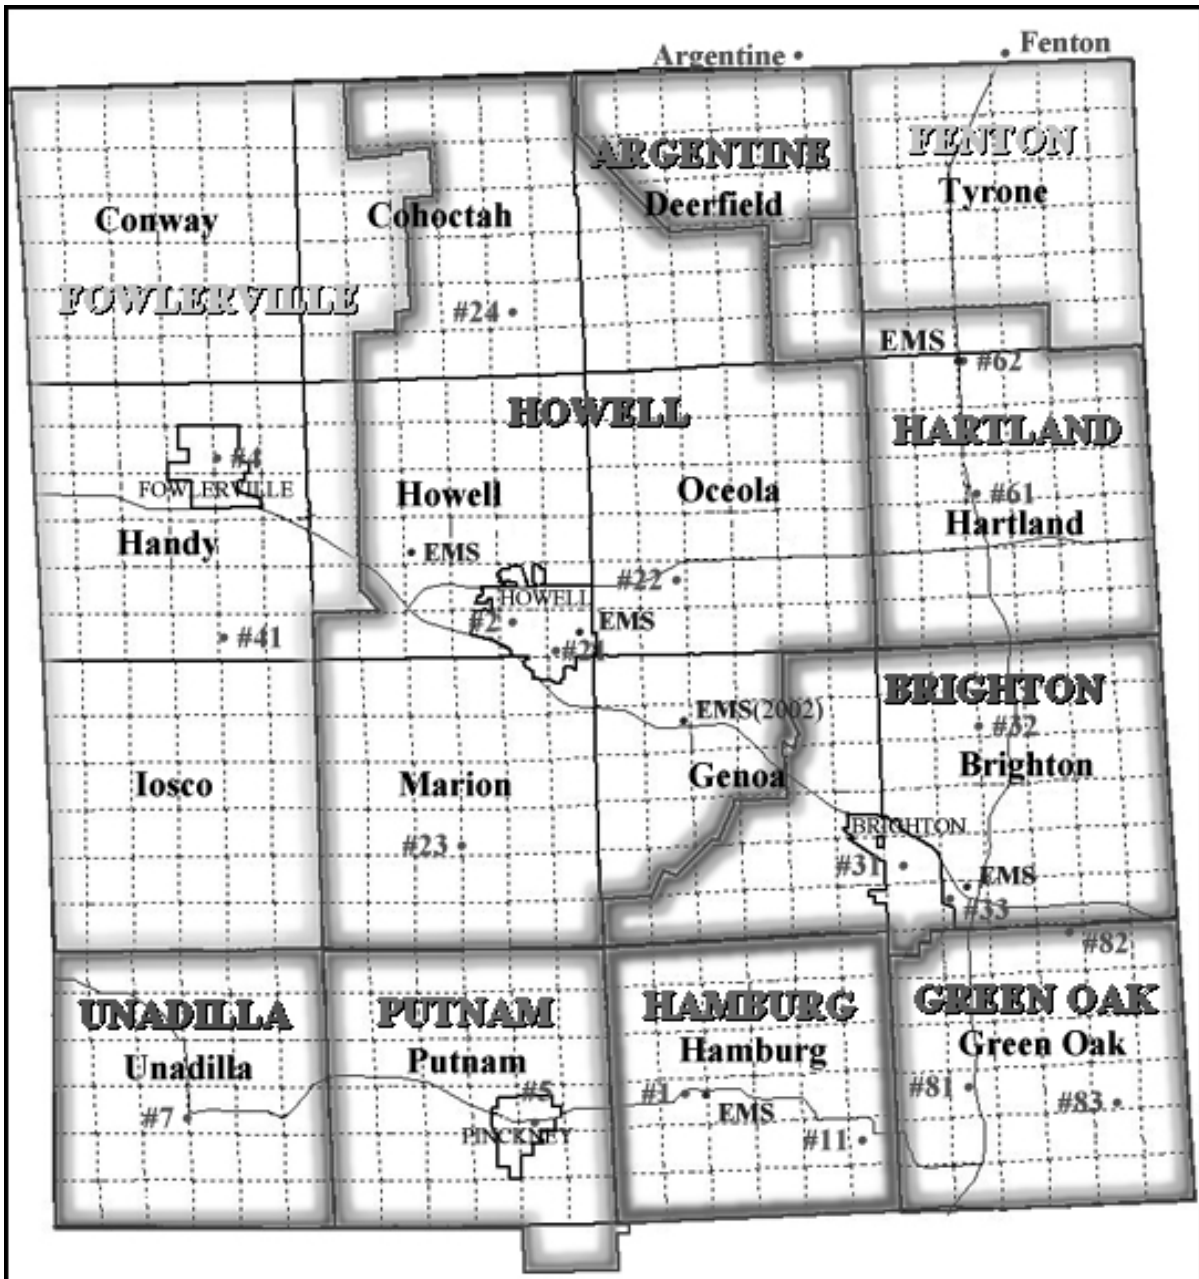 Argentine
Fenton
ARGENTINE
FENTON
Conway
Cohoctah
Deerfield
Tyrone
FOWLERVILLE
#24
EMS
#62
HOWELL
HARTLAND
#4
FOWLERVILLE
Howell
Oceola
#61
Hartland
Handy
EMS
#22
HOWELL
#2
EMS
#41
#21
BRIGHTON
EMS(2002)
#32
Iosco
Marion
Genoa
Brighton
BRIGHTON
#23
#31
EMS
#33
#82
UNADILLA
PUTNAM
HAMBURG
GREEN OAK
Unadilla
Putnam
Hamburg
Green Oak
#7
#5
PINCKNEY
#1
EMS
#11
#81
#83